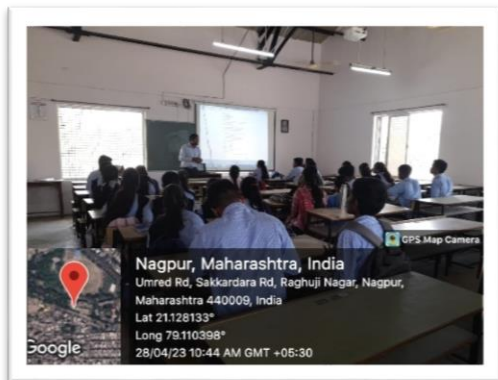 GPS Map Camera
Nagpur, Maharashtra, India
Umred Rd, Sakkardara Rd, Raghuji Nagar, Nagpur,
Maharashtra 440009, India
Lat 21.128133°
Long 79.110398°
28/04/23 10:44 AM GMT +05:30
Google